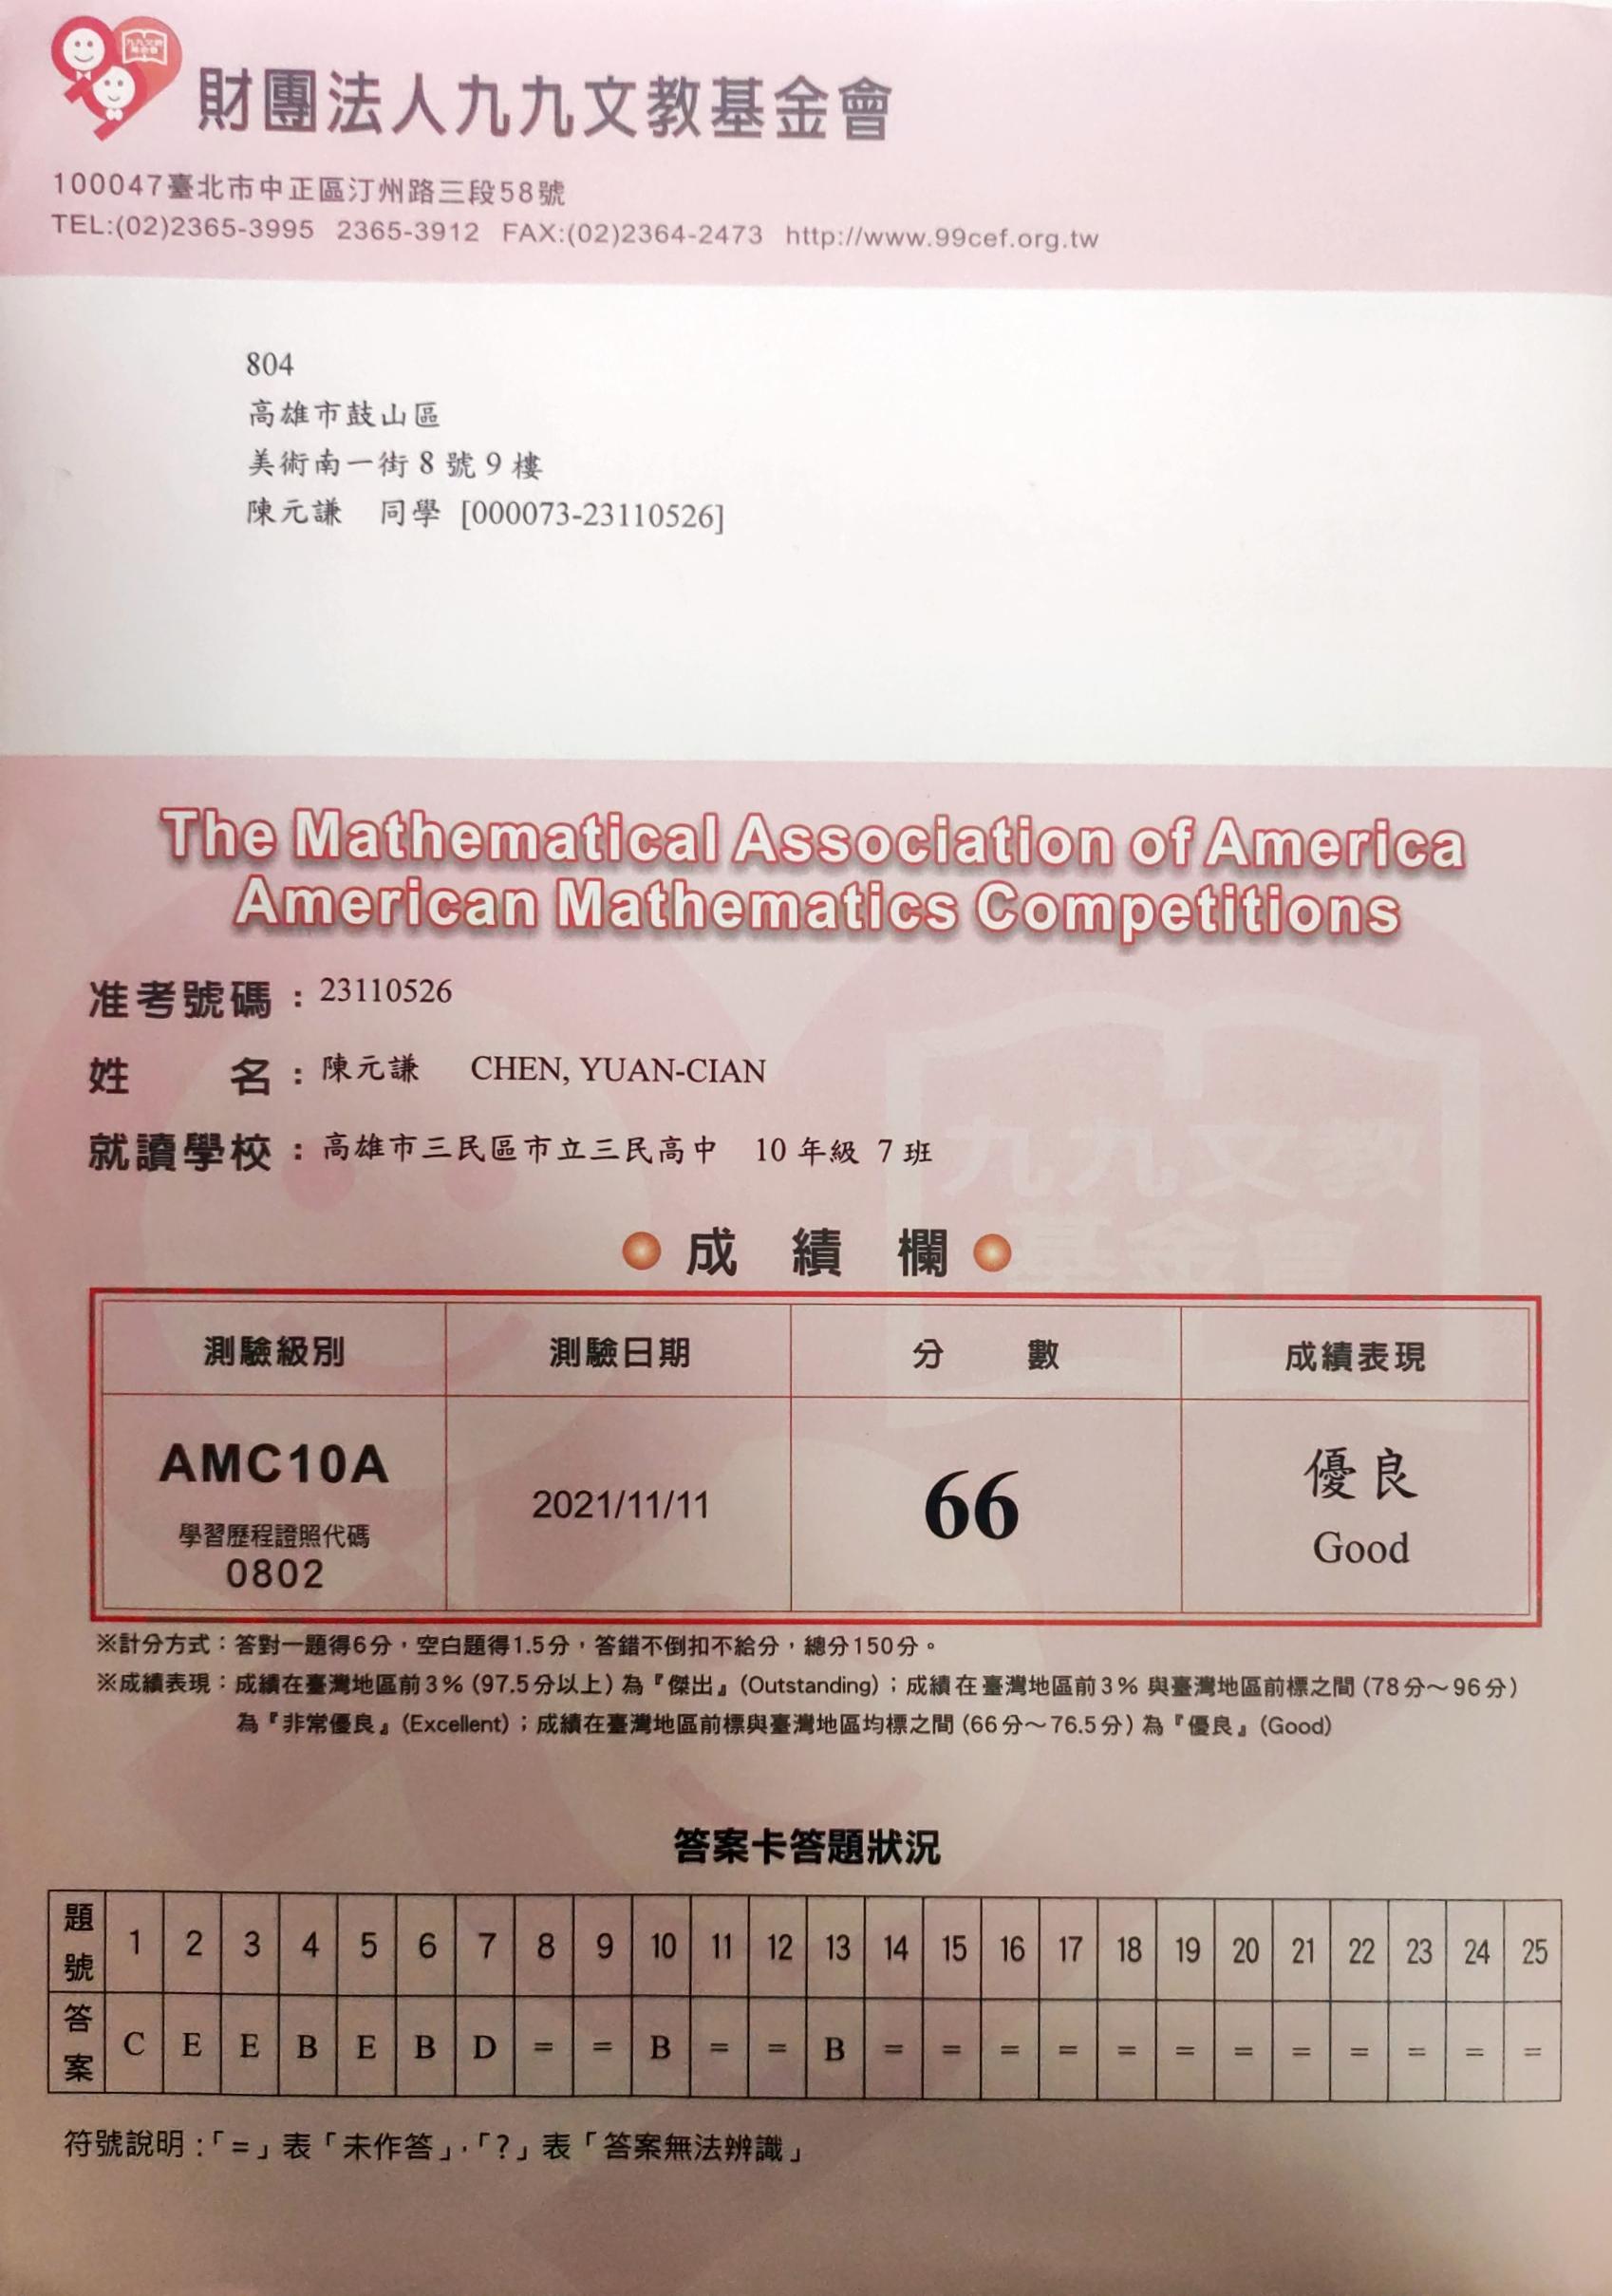 九九文教
基金會
財團法人九九文教基金會
100047臺北市中正區汀州路三段58號
TEL:(02)2365-3995 2365-3912 FAX:(02)2364-2473 http://www.99cef.org.tw
804
高雄市鼓山區
美術南一街8號9樓
陳元謙 同學 [000073-23110526]
The Mathematical Association of America
American Mathematics Competitions
准考號碼：23110526
姓 名：陳元謙 CHEN, YUAN-CIAN
就讀學校：高雄市三民區市立三民高中 10年級 7班
九九文教
基金會
成績欄
測驗級別 測驗日期 分 數 成績表現
AMC10A 2021/11/11 66 優良
學習歷程證照代碼 Good
0802
※計分方式：答對一題得6分，空白題得1.5分，答錯不倒扣不給分，總分150分。
※成績表現：成績在臺灣地區前3%(97.5分以上)為『傑出』(Outstanding)；成績在臺灣地區前3%與臺灣地區前標之間(78分～96分)
為『非常優良』(Excellent)；成績在臺灣地區前標與臺灣地區均標之間(66分～76.5分)為『優良』(Good)
答案卡答題狀況
題號 1 2 3 4 5 6 7 8 9 10 11 12 13 14 15 16 17 18 19 20 21 22 23 24 25
答案 C E E B E B D = = B = = B = = = = = = = = = = = =
符號說明：「=」表「未作答」．「?」表「答案無法辨識」